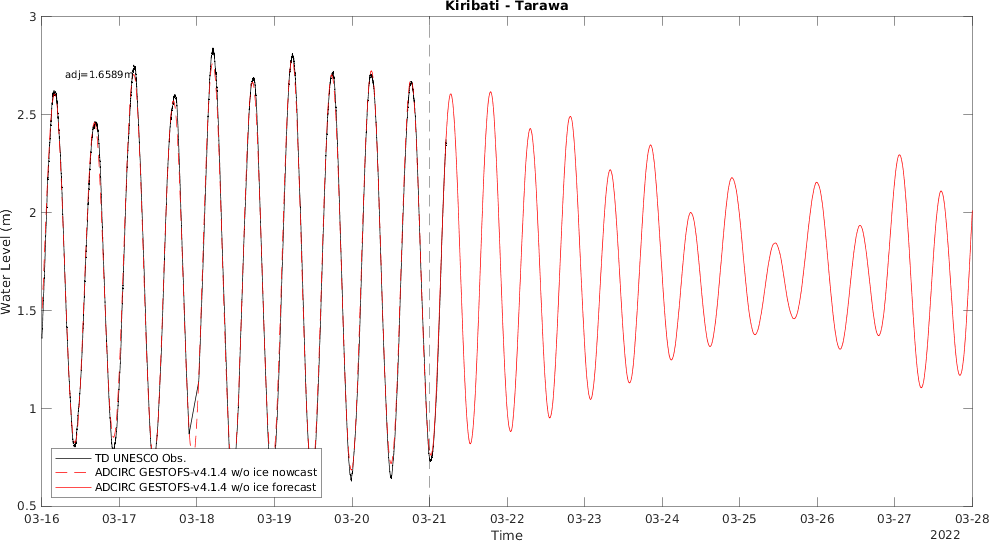 Kiribati - Tarawa
3
adj=1.6589m
2.5
2
Water Level (m)
1.5
1
TD UNESCO Obs.
ADCIRC GESTOFS-v4.1.4 w/o ice nowcast
ADCIRC GESTOFS-v4.1.4 w/o ice forecast
0.5
03-16 03-17 03-18 03-19 03-20 03-21 03-22 03-23 03-24 03-25 03-26 03-27 03-28
Time
2022